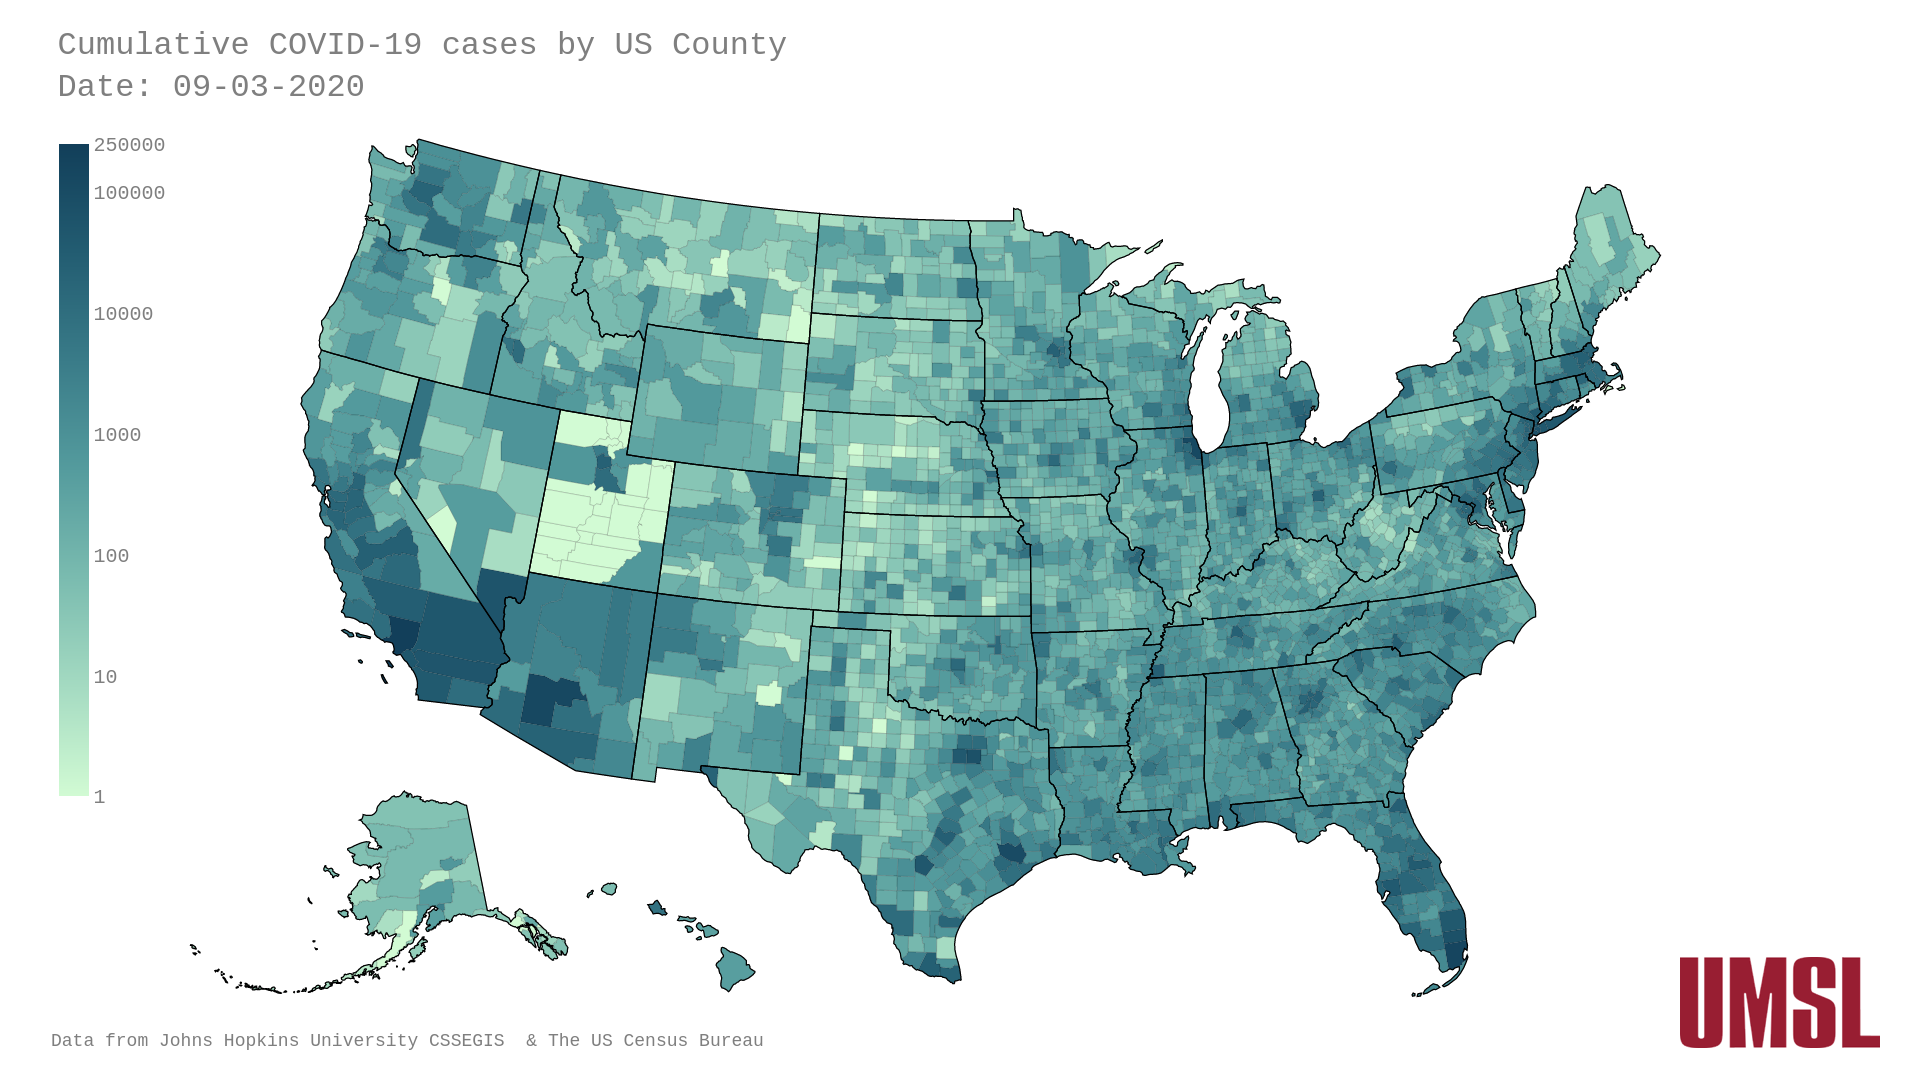 Cumulative COVID-19 cases by US County
Date: 09-03-2020
250000
100000
10000
1000
100
10
1
Data from Johns Hopkins University CSSEGIS  & The US Census Bureau
UMSL